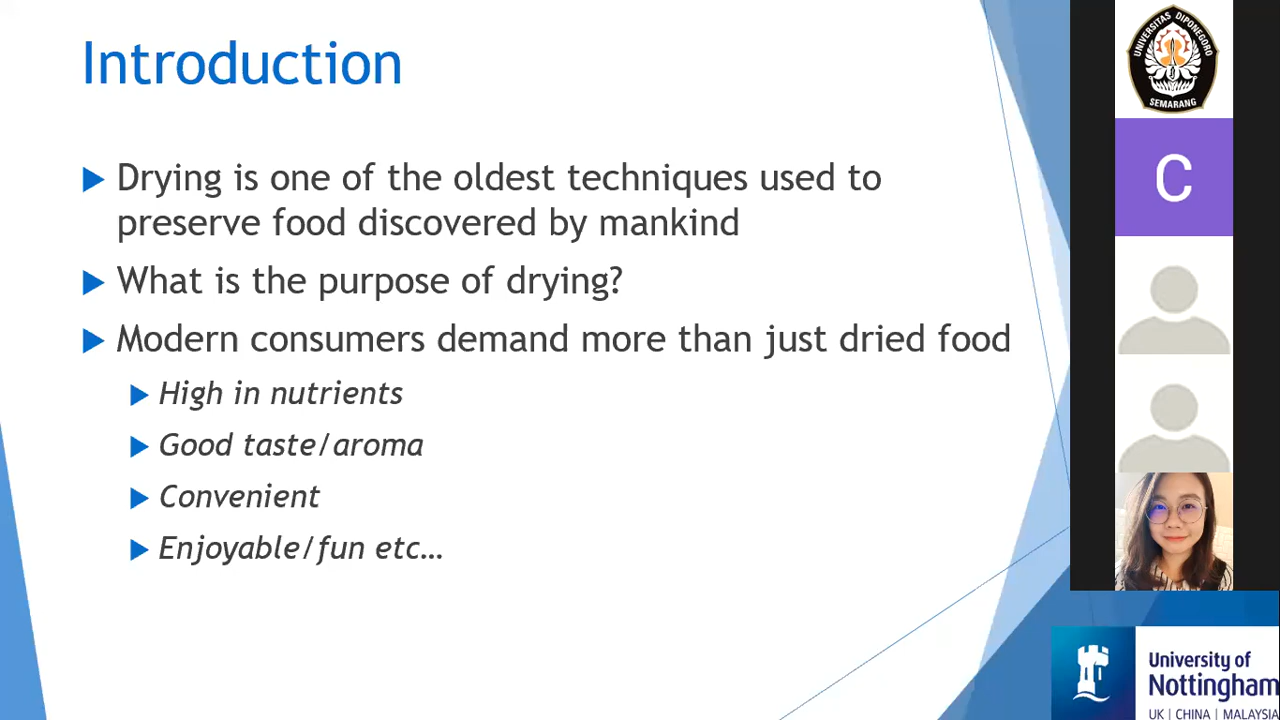 Introduction
Drying is one of the oldest techniques used to
preserve food discovered by mankind
What is the purpose of drying?
Modern consumers demand more than just dried food
High in nutrients
Good taste/aroma
Convenient
Enjoyable/fun etc…
UNIVERSITAS DIPONEGORO
SEMARANG
C
University of
Nottingham
UK | CHINA | MALAYSIA